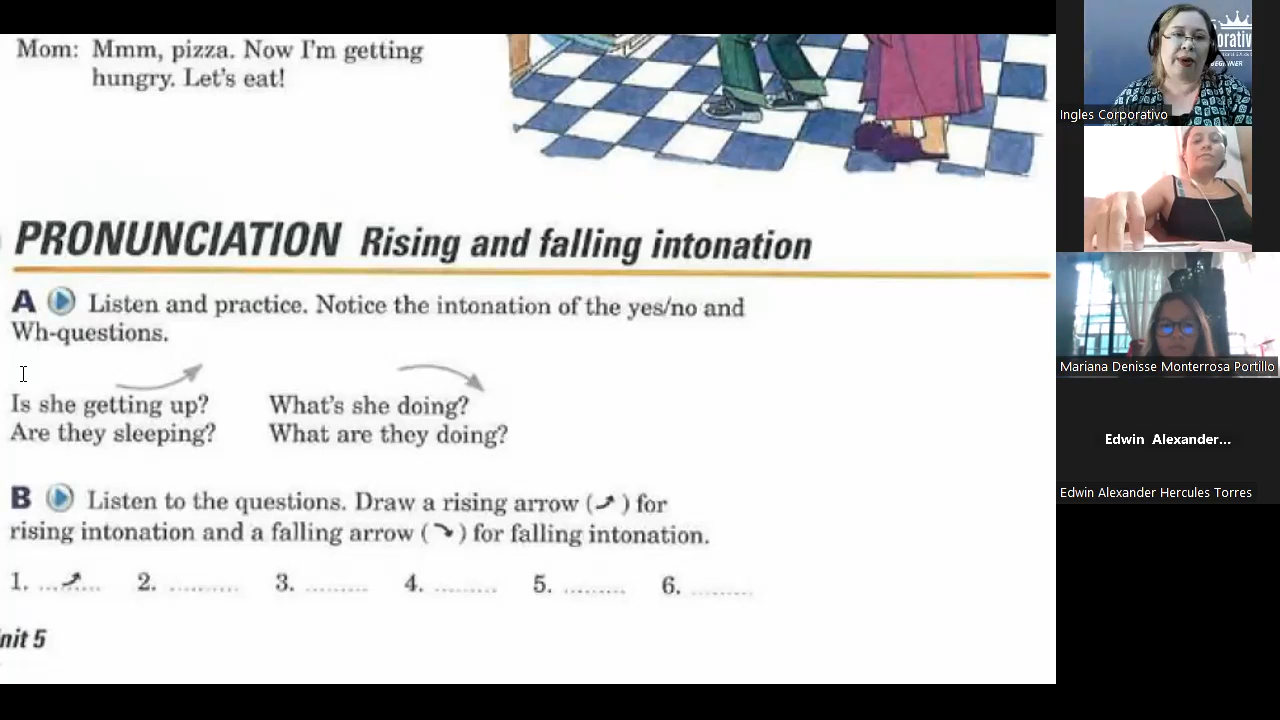 Mom: Mmm, pizza. Now I'm getting
hungry. Let's eat!
PRONUNCIATION Rising and falling intonation
A Listen and practice. Notice the intonation of the yes/no and
Wh-questions.
Is she getting up? What's she doing?
Are they sleeping? What are they doing?
B Listen to the questions. Draw a rising arrow ( ) for
rising intonation and a falling arrow ( ) for falling intonation.
1. ......... 2. ......... 3. ......... 4. ......... 5. ......... 6. .........
nit 5
Ingles Corporativo
Mariana Denisse Monterrosa Portillo
Edwin Alexander...
Edwin Alexander Hercules Torres